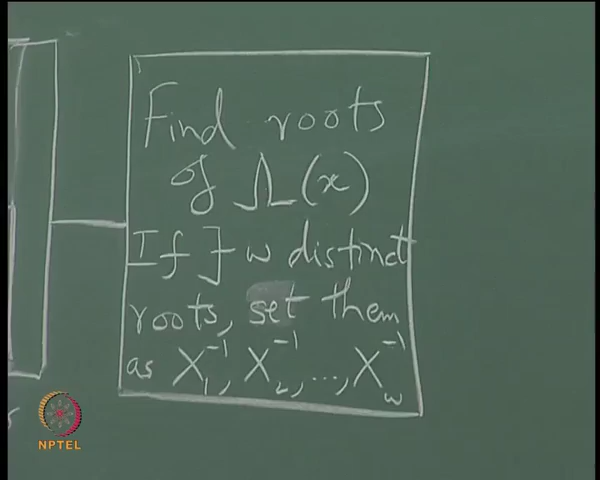 Find roots
of Ω(x)
If ∃ w distinct
roots, set them
as X₁⁻¹, X₂⁻¹, ..., X_w⁻¹
NPTEL